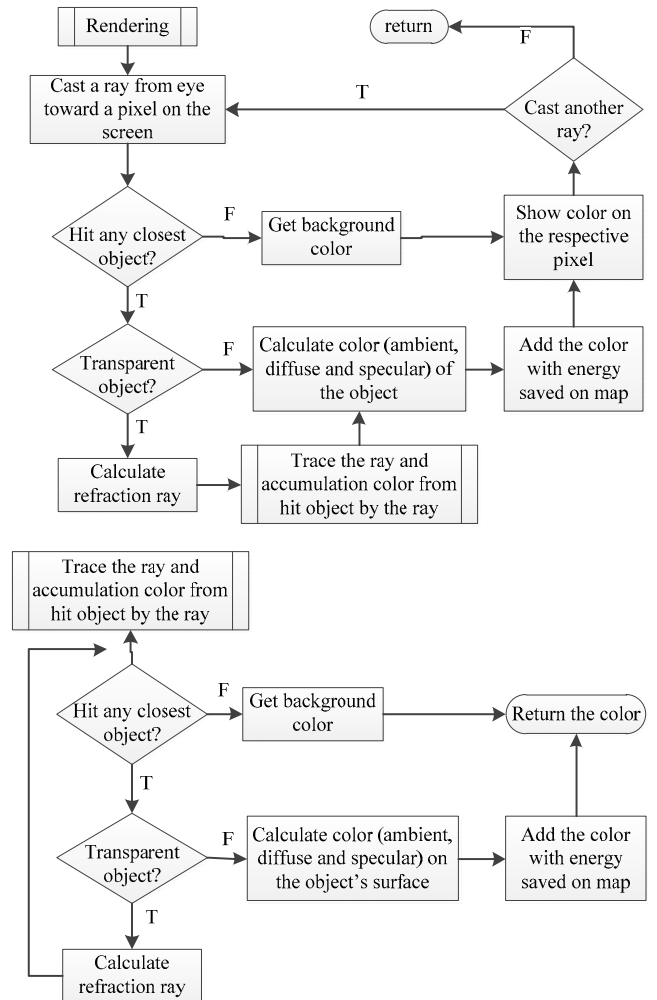 Rendering
return
F
Cast a ray from eye
toward a pixel on the
screen
T
Cast another
ray?
F
Hit any closest
object?
Get background
color
Show color on
the respective
pixel
T
Transparent
object?
F
Calculate color (ambient,
diffuse and specular) of
the object
Add the color
with energy
saved on map
T
Calculate
refraction ray
Trace the ray and
accumulation color from
hit object by the ray
Trace the ray and
accumulation color from
hit object by the ray
Hit any closest
object?
F
Get background
color
Return the color
T
Transparent
object?
F
Calculate color (ambient,
diffuse and specular) on
the object's surface
Add the color
with energy
saved on map
T
Calculate
refraction ray